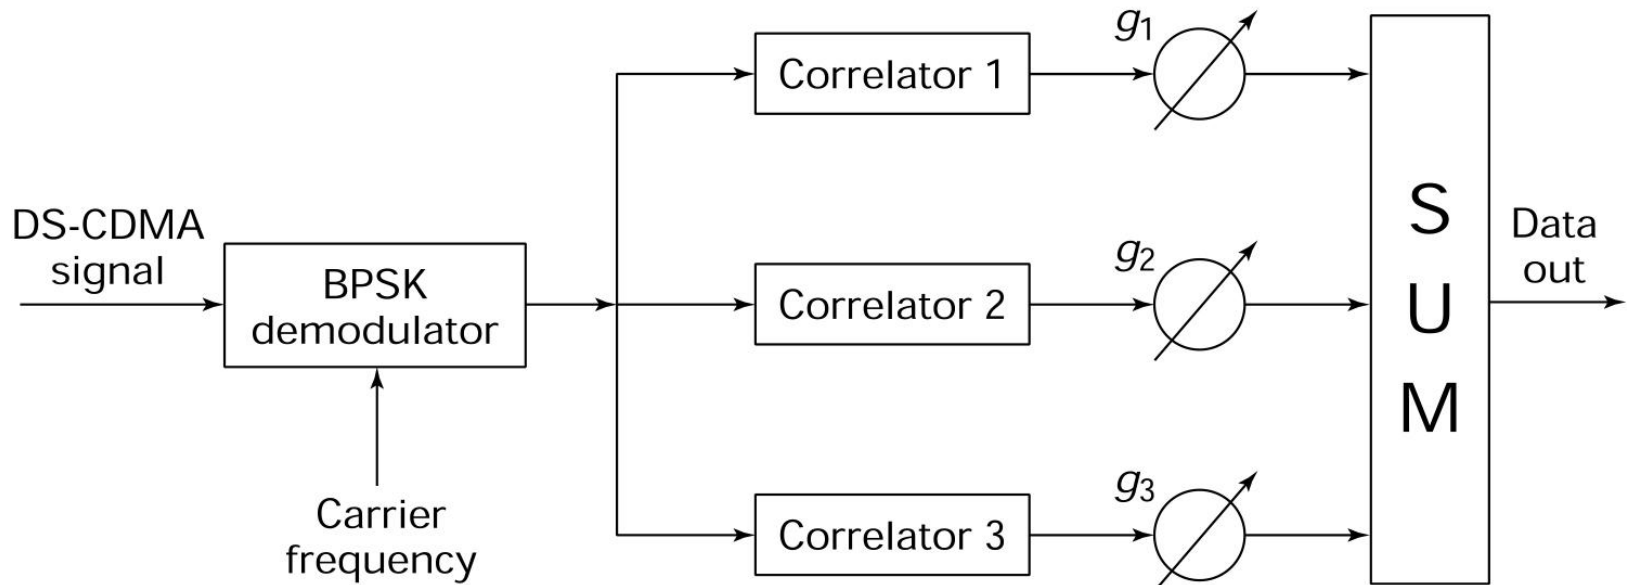 DS-CDMA
signal
BPSK
demodulator
Carrier
frequency
Correlator 1
g1
Correlator 2
g2
Correlator 3
g3
S
U
M
Data
out